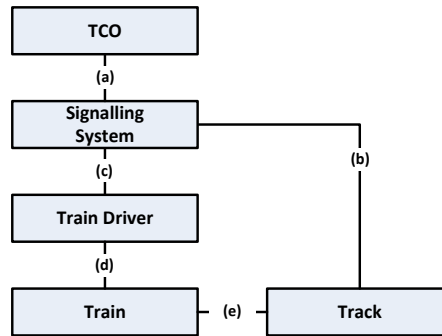 TCO
(a)
Signalling
System
(b)
(c)
Train Driver
(d)
Train
(e)
Track